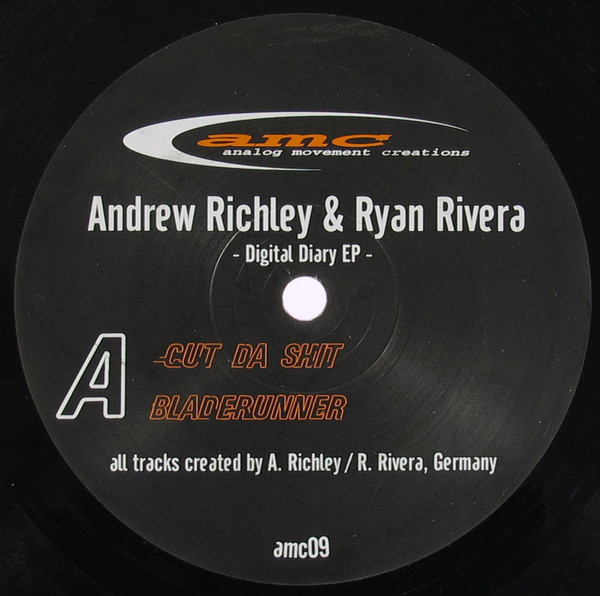 amc
analog movement creations
Andrew Richley & Ryan Rivera
- Digital Diary EP -
A
CUT DA SHIT
BLADERUNNER
all tracks created by A. Richley / R. Rivera, Germany
amc09